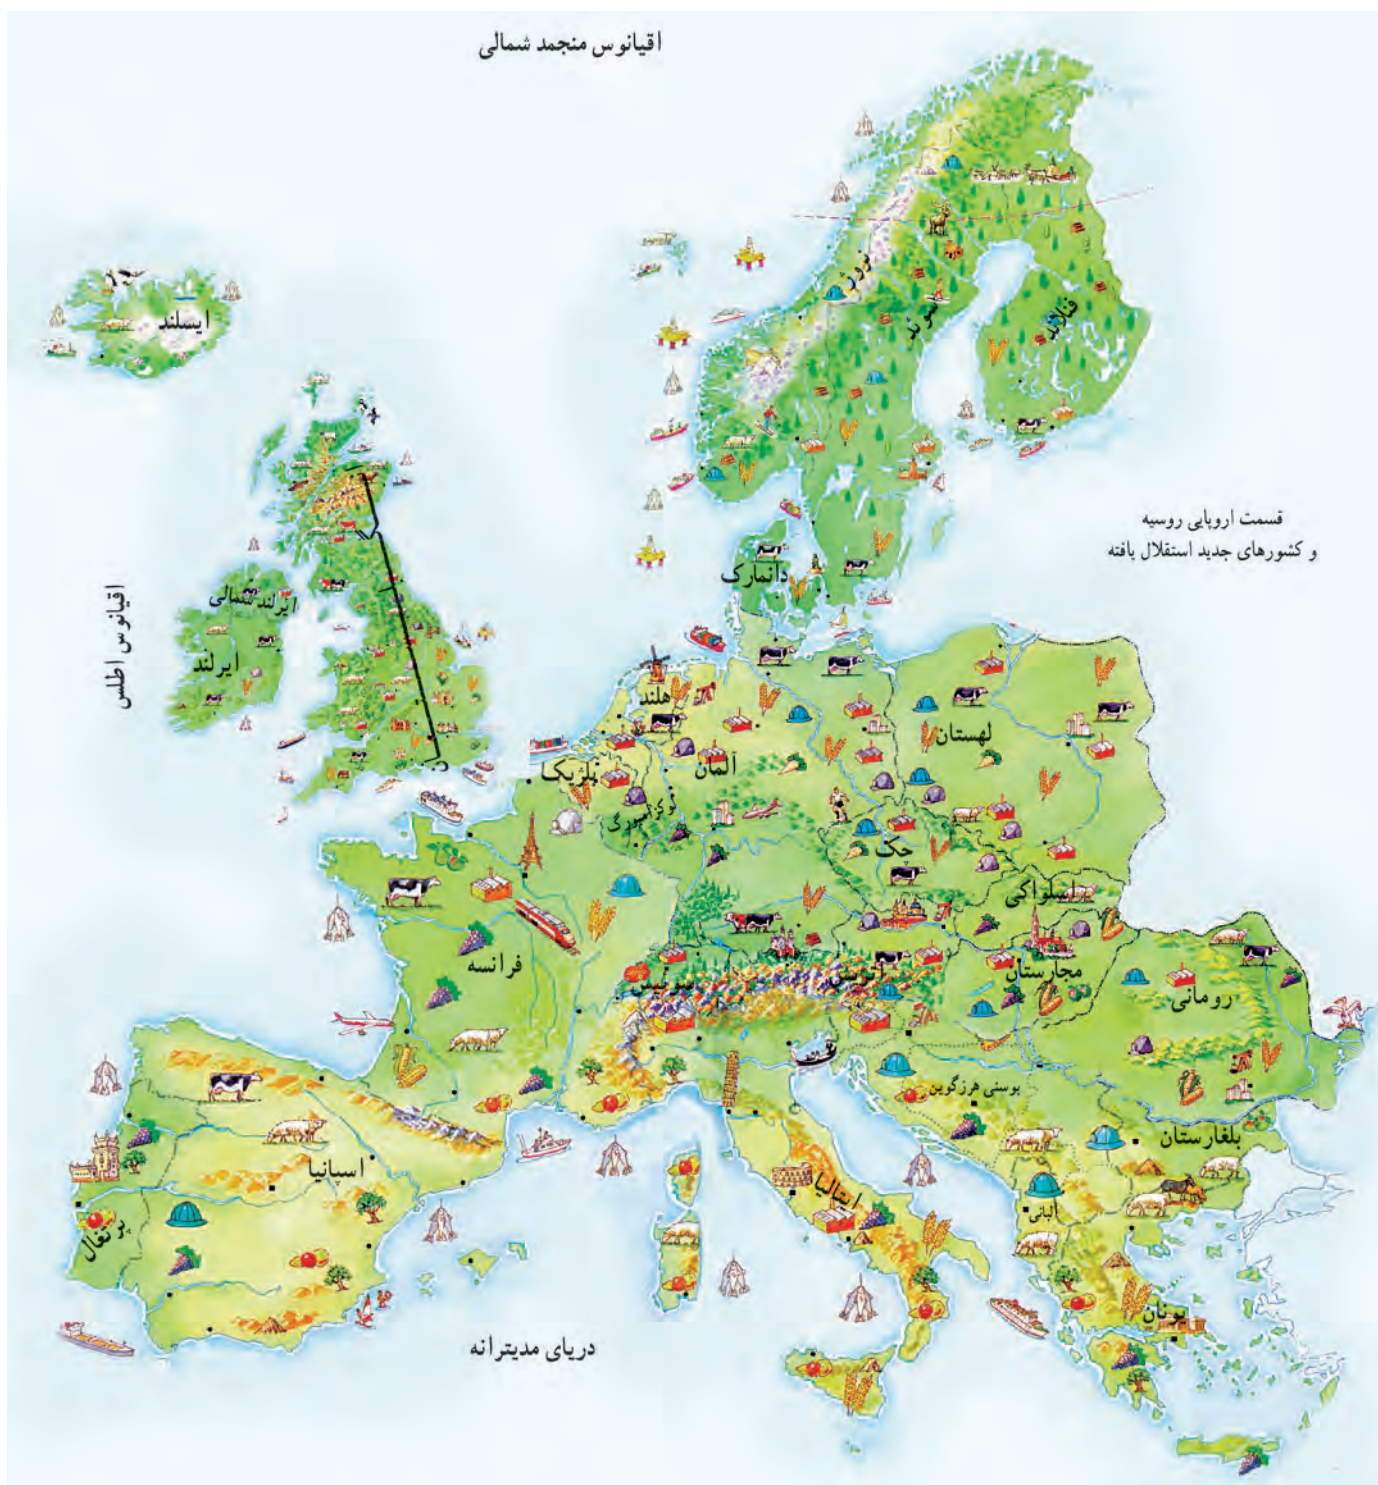 اقیانوس منجمد شمالی
نروژ
سوئد
فنلاند
ایسلند
قسمت اروپایی روسیه
و کشورهای جدید استقلال یافته
اقیانوس اطلس
ایرلند شمالی
ایرلند
دانمارک
هلند
لهستان
آلمان
بلژیک
لوکزامبورگ
چک
اسلواکی
فرانسه
سوئیس
اتریش
مجارستان
رومانی
بوسنی هرزگوین
بلغارستان
اسپانیا
پرتغال
ایتالیا
آلبانی
یونان
دریای مدیترانه